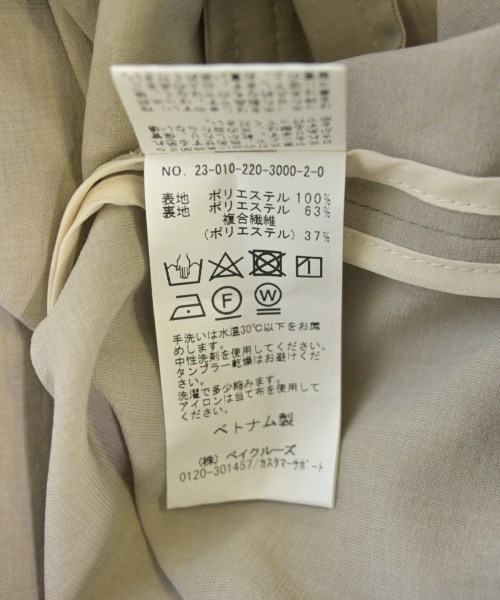 NO. 23-010-220-3000-2-0
表地 ポリエステル 100%
裏地 ポリエステル 63%
複合繊維
(ポリエステル) 37%
F W
手洗いは水温30℃以下をお薦
めします。
中性洗剤を使用してください。
タンブラー乾燥はお避けくだ
さい。
洗濯で多少縮みます。
アイロンは当て布を使用して
ください。
ベトナム製
(株) ベイクルーズ
0120-301457/カスタマーサポート